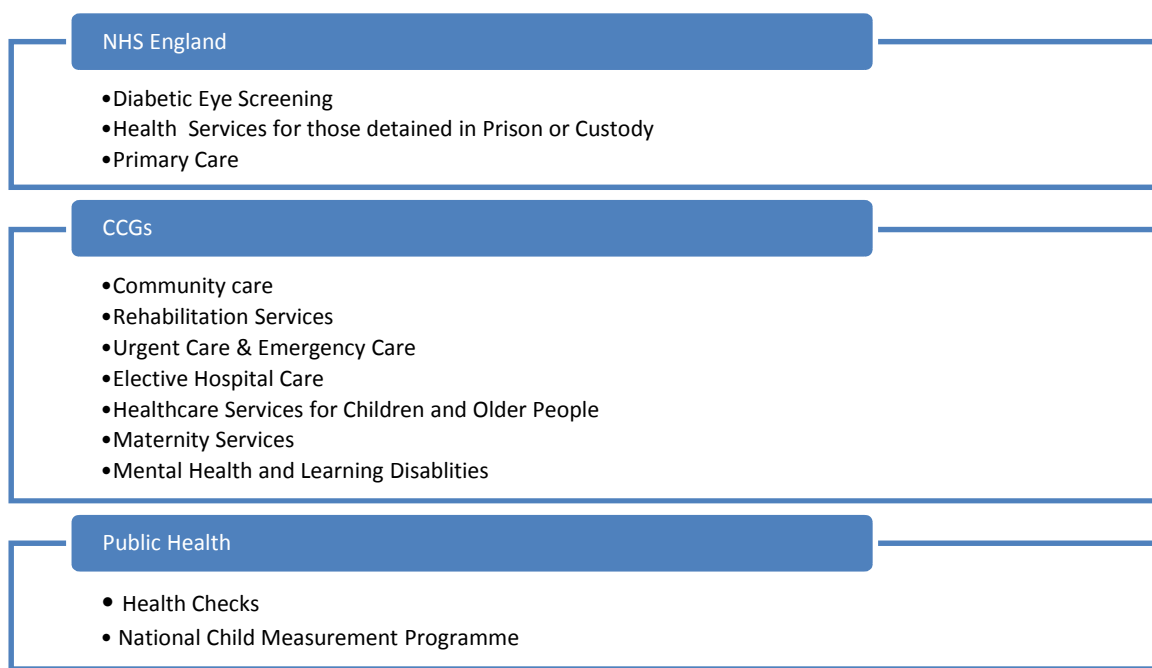 NHS England
•Diabetic Eye Screening
•Health  Services for those detained in Prison or Custody
•Primary Care
CCGs
•Community care
•Rehabilitation Services
•Urgent Care & Emergency Care
•Elective Hospital Care
•Healthcare Services for Children and Older People
•Maternity Services
•Mental Health and Learning Disablities
Public Health
• Health Checks
• National Child Measurement Programme